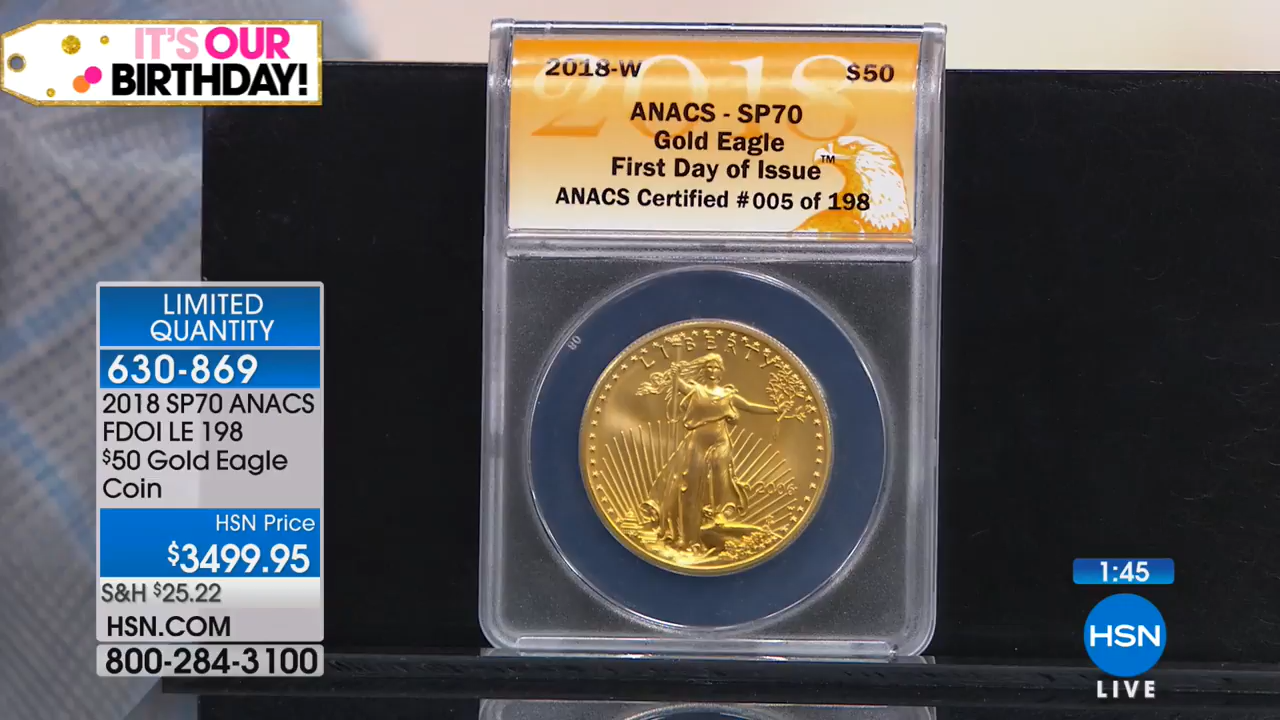 IT'S OUR
BIRTHDAY!
2018-W $50
ANACS - SP70
Gold Eagle
First Day of Issue™
ANACS Certified #005 of 198
LIBERTY
2006
80
LIMITED
QUANTITY
630-869
2018 SP70 ANACS
FDOI LE 198
$50 Gold Eagle
Coin
HSN Price
$3499.95
S&H $25.22
HSN.COM
800-284-3100
1:45
HSN
LIVE